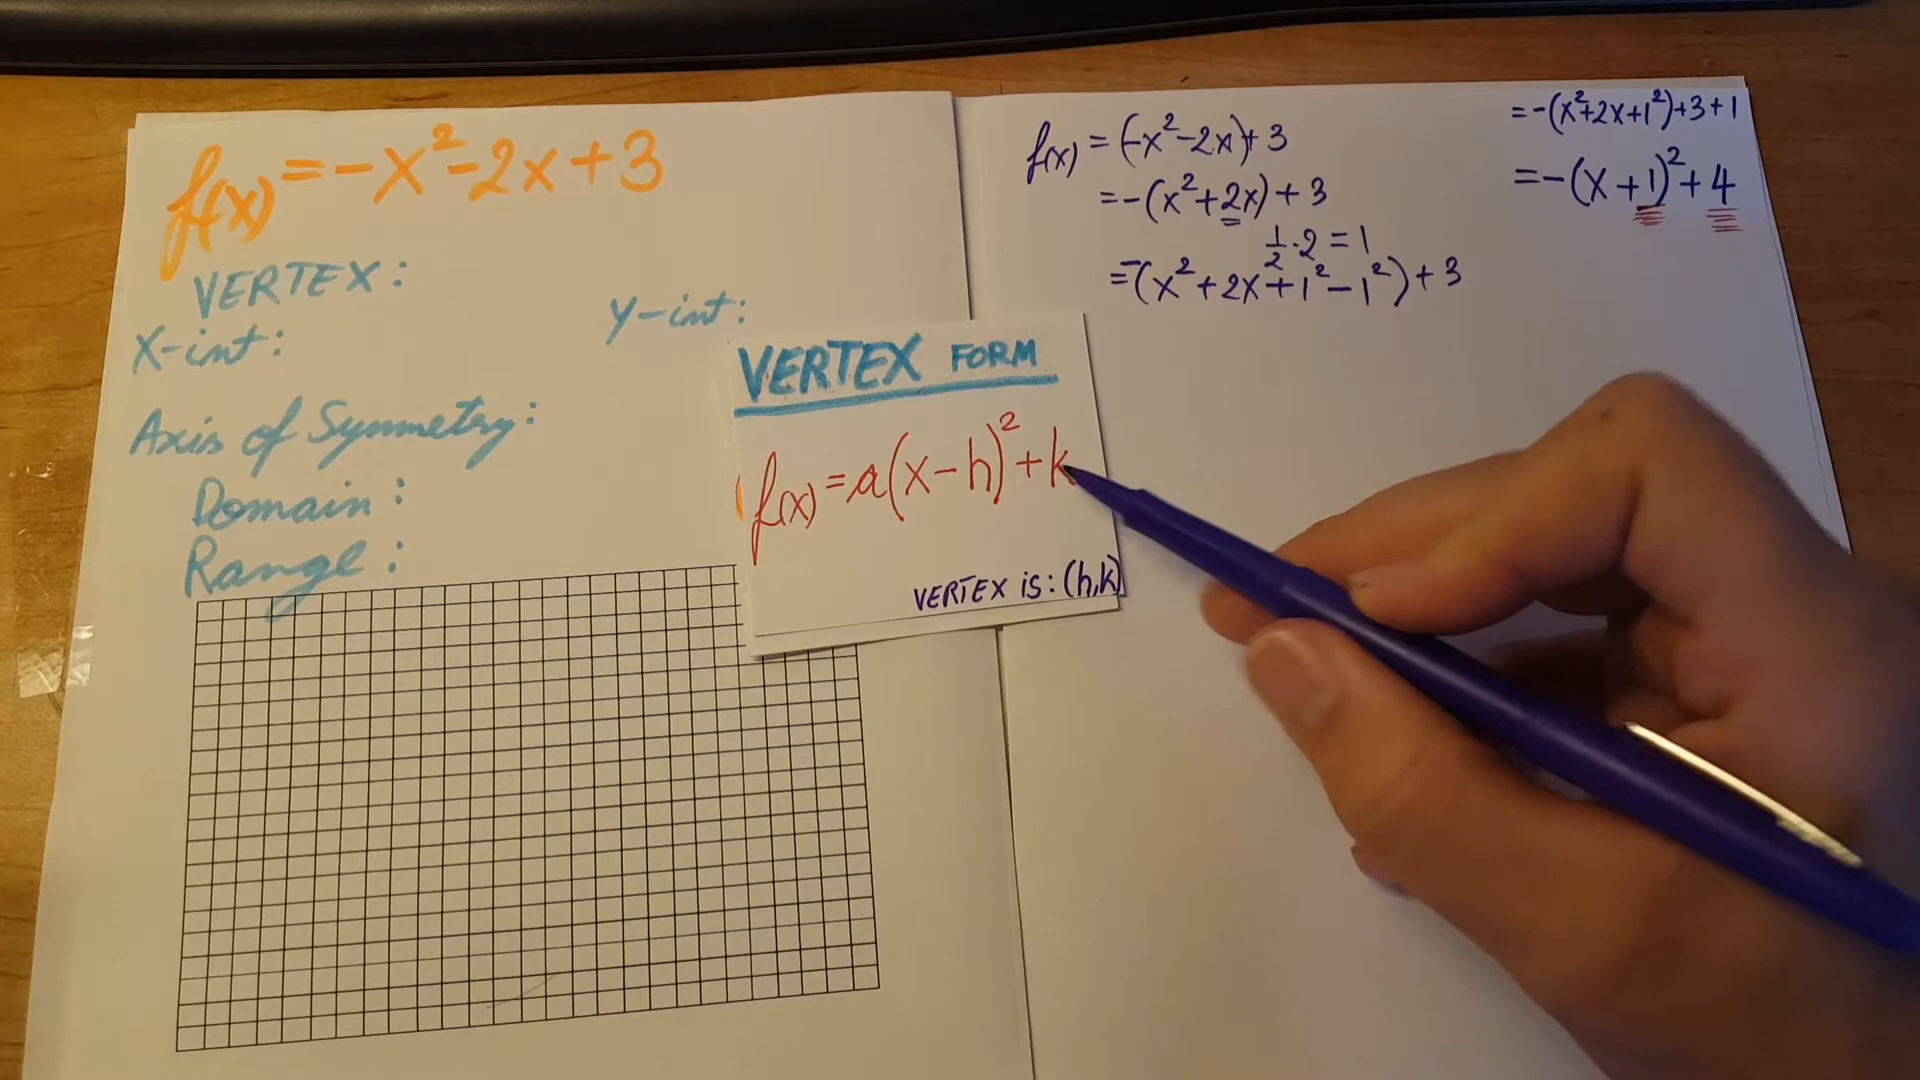 f(x) = -x² - 2x + 3
VERTEX:
X-int:
Y-int:
Axis of Symmetry:
Domain:
Range:
VERTEX FORM
f(x) = a(x-h)² + k
VERTEX is: (h,k)
f(x) = (-x² - 2x) + 3
= -(x² + 2x) + 3
1/2 · 2 = 1
= -(x² + 2x + 1² - 1²) + 3
= -(x² + 2x + 1²) + 3 + 1
= -(x + 1)² + 4